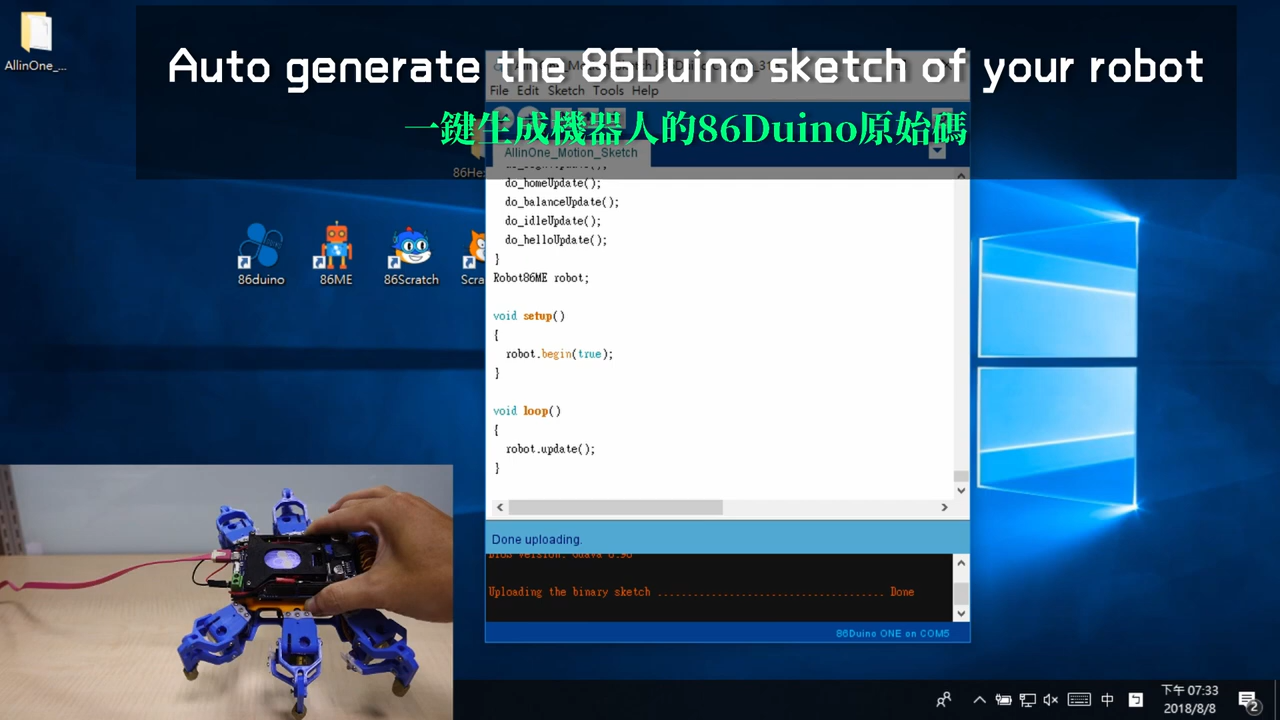 Auto generate the 86Duino sketch of your robot
一鍵生成機器人的86Duino原始碼
File Edit Sketch Tools Help
AllinOne_...
AllinOne_Motion_Sketch
do_homeUpdate();
do_balanceUpdate();
do_idleUpdate();
do_helloUpdate();
}
Robot86ME robot;
void setup()
{
robot.begin(true);
}
void loop()
{
robot.update();
}
86duino
86ME
86Scratch
Done uploading.
Uploading the binary sketch ...................................... Done
86Duino ONE on COM5
中
下午 07:33
2018/8/8
2